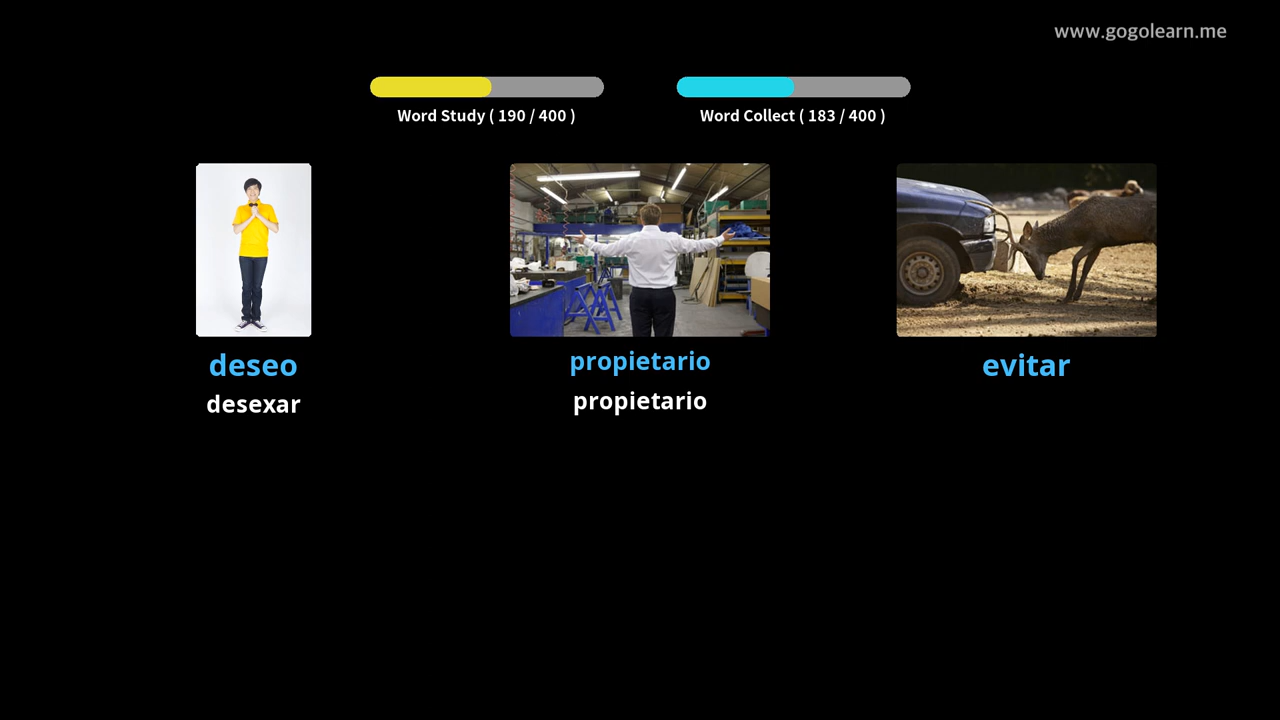 www.gogolearn.me
Word Study ( 190 / 400 )
Word Collect ( 183 / 400 )
deseo
propietario
evitar
desexar
propietario